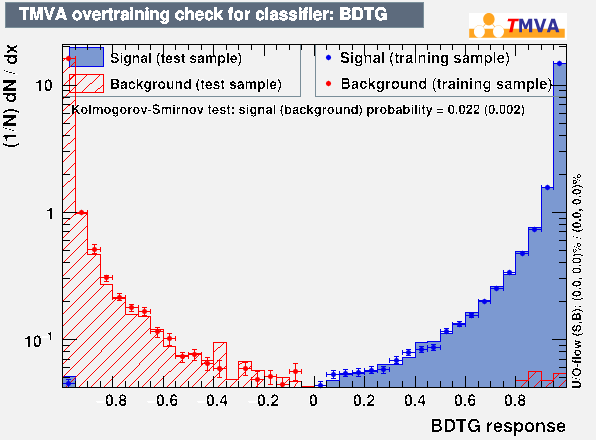 TMVA overtraining check for classifier: BDTG
TMVA
Signal (test sample)
Background (test sample)
Signal (training sample)
Background (training sample)
Kolmogorov-Smirnov test: signal (background) probability = 0.022 (0.002)
(1/N) dN / dx
10
1
10⁻¹
−0.8 −0.6 −0.4 −0.2 0 0.2 0.4 0.6 0.8
BDTG response
U/O-flow (S,B): (0.0, 0.0)% / (0.0, 0.0)%